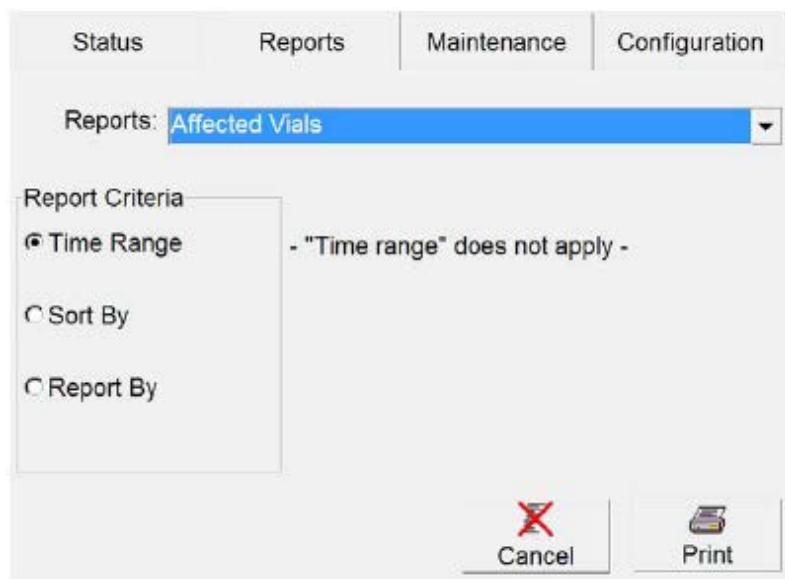 Status Reports Maintenance Configuration
Reports: Affected Vials
Report Criteria
Time Range - "Time range" does not apply -
Sort By
Report By
Cancel Print